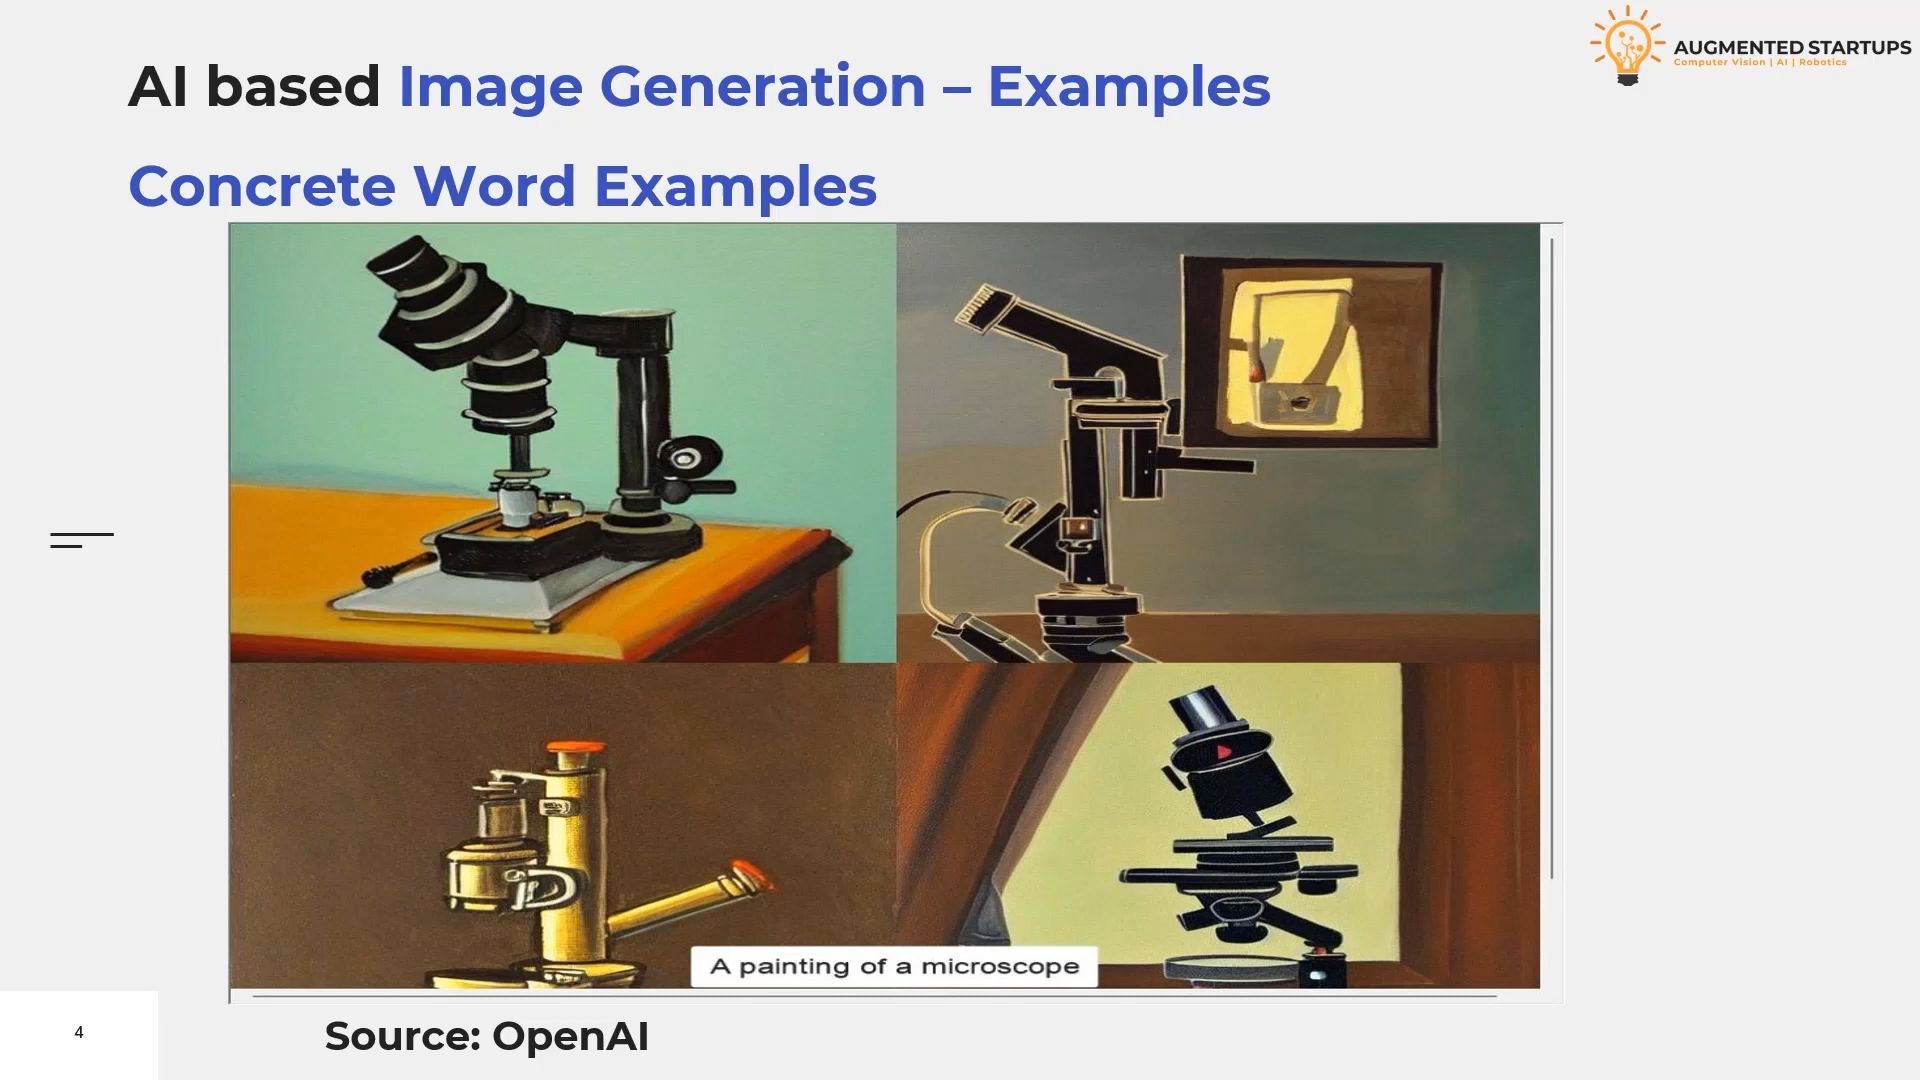 AUGMENTED STARTUPS
Computer Vision | AI | Robotics
AI based Image Generation – Examples
Concrete Word Examples
A painting of a microscope
Source: OpenAI
4